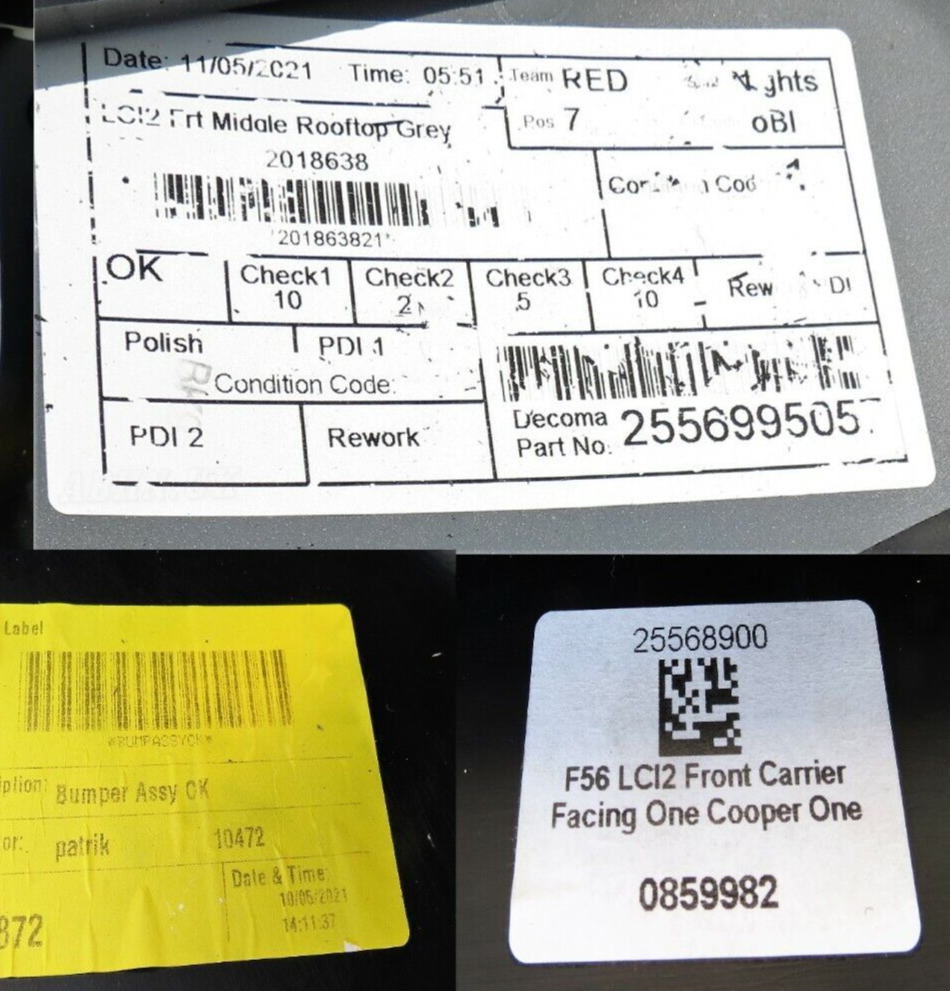 Date: 11/05/2021 Time: 05:51
Team RED
Pos 7
oBl
LCI2 Frt Middle Rooftop Grey
2018638
*201863821*
OK
Check1
10
Check2
Check3
5
Check4
10
Polish
PDI 1
Condition Code:
PDI 2
Rework
Decoma
Part No. 255699505
Label
*BUMPASSYOK*
Bumper Assy OK
patrik 10472
Date & Time:
10/05/2021
14:11:37
872
25568900
F56 LCI2 Front Carrier
Facing One Cooper One
0859982